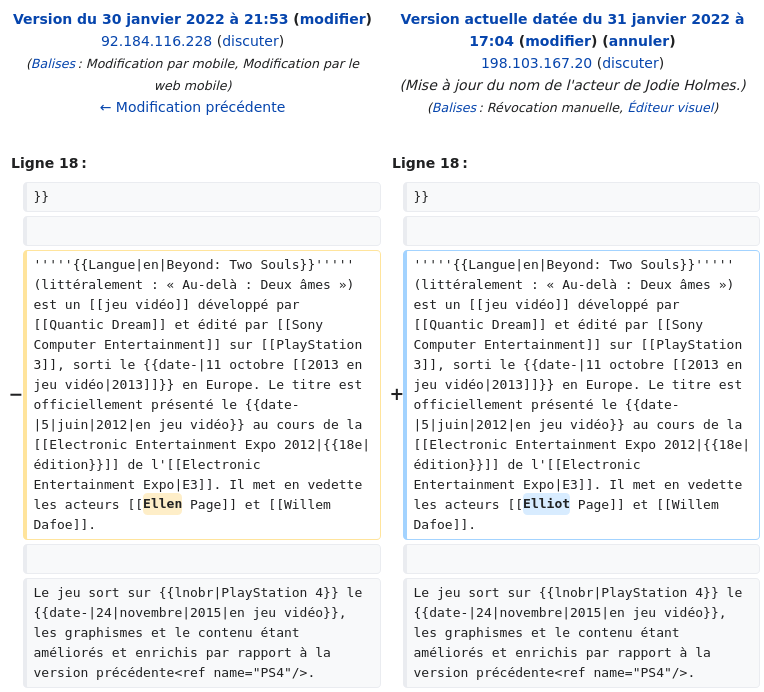 Version du 30 janvier 2022 à 21:53 (modifier)
92.184.116.228 (discuter)
(Balises : Modification par mobile, Modification par le
web mobile)
← Modification précédente
Version actuelle datée du 31 janvier 2022 à
17:04 (modifier) (annuler)
198.103.167.20 (discuter)
(Mise à jour du nom de l'acteur de Jodie Holmes.)
(Balises : Révocation manuelle, Éditeur visuel)
Ligne 18 :
Ligne 18 :
}}
}}
−
'''''{{Langue|en|Beyond: Two Souls}}'''''
(littéralement : « Au-delà : Deux âmes »)
est un [[jeu vidéo]] développé par
[[Quantic Dream]] et édité par [[Sony
Computer Entertainment]] sur [[PlayStation
3]], sorti le {{date-|11 octobre [[2013 en
jeu vidéo|2013]]}} en Europe. Le titre est
officiellement présenté le {{date-
|5|juin|2012|en jeu vidéo}} au cours de la
[[Electronic Entertainment Expo 2012|{{18e|
édition}}]] de l'[[Electronic
Entertainment Expo|E3]]. Il met en vedette
les acteurs [[Ellen Page]] et [[Willem
Dafoe]].
+
'''''{{Langue|en|Beyond: Two Souls}}'''''
(littéralement : « Au-delà : Deux âmes »)
est un [[jeu vidéo]] développé par
[[Quantic Dream]] et édité par [[Sony
Computer Entertainment]] sur [[PlayStation
3]], sorti le {{date-|11 octobre [[2013 en
jeu vidéo|2013]]}} en Europe. Le titre est
officiellement présenté le {{date-
|5|juin|2012|en jeu vidéo}} au cours de la
[[Electronic Entertainment Expo 2012|{{18e|
édition}}]] de l'[[Electronic
Entertainment Expo|E3]]. Il met en vedette
les acteurs [[Elliot Page]] et [[Willem
Dafoe]].
Le jeu sort sur {{lnobr|PlayStation 4}} le
{{date-|24|novembre|2015|en jeu vidéo}},
les graphismes et le contenu étant
améliorés et enrichis par rapport à la
version précédente<ref name="PS4"/>.
Le jeu sort sur {{lnobr|PlayStation 4}} le
{{date-|24|novembre|2015|en jeu vidéo}},
les graphismes et le contenu étant
améliorés et enrichis par rapport à la
version précédente<ref name="PS4"/>.